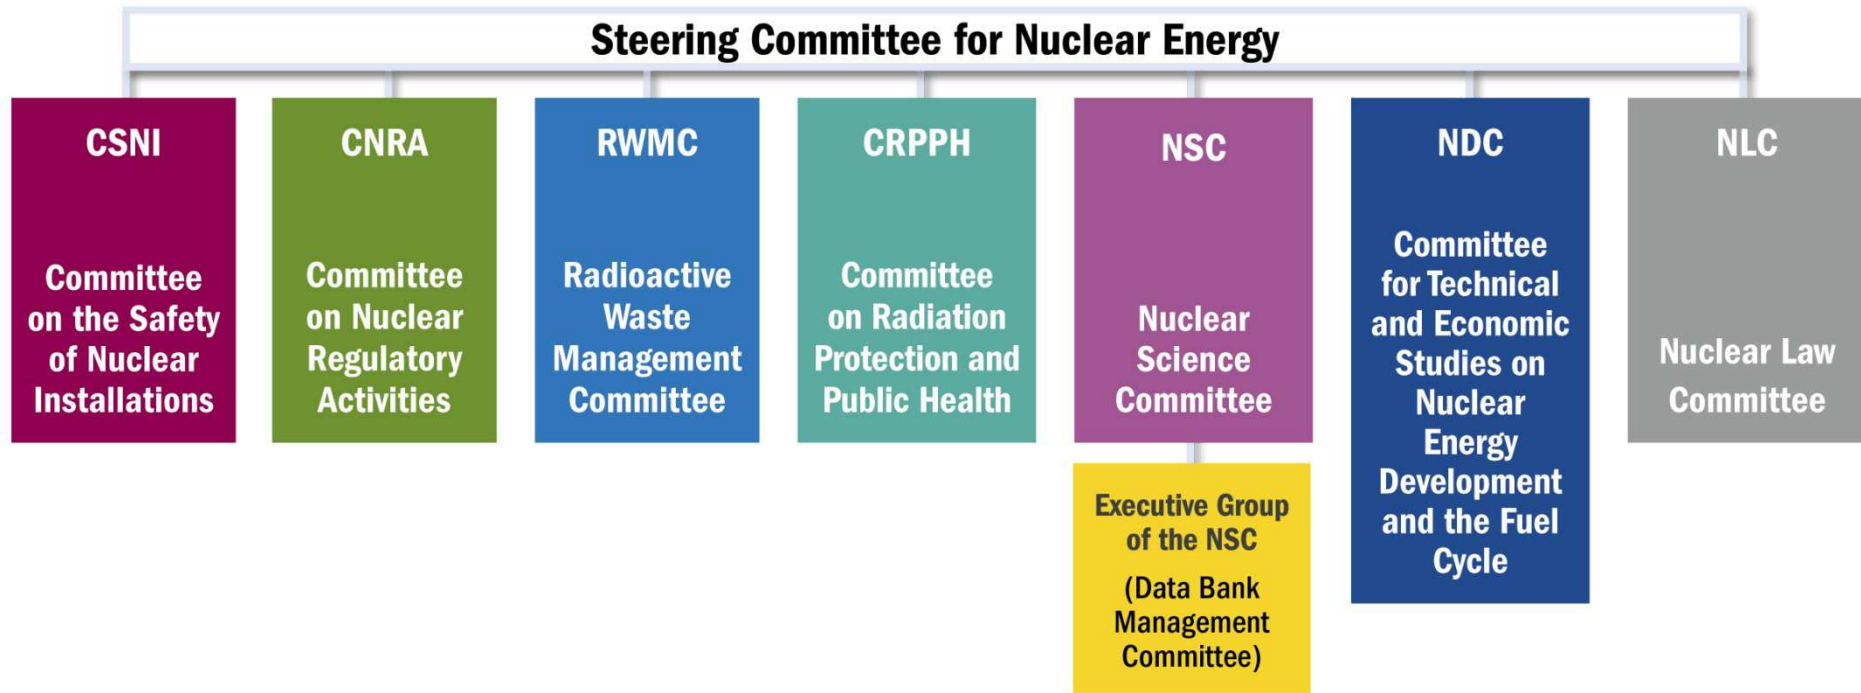 Steering Committee for Nuclear Energy
CSNI
Committee
on the Safety
of Nuclear
Installations
CNRA
Committee
on Nuclear
Regulatory
Activities
RWMC
Radioactive
Waste
Management
Committee
CRPPH
Committee
on Radiation
Protection and
Public Health
NSC
Nuclear
Science
Committee
Executive Group
of the NSC
(Data Bank
Management
Committee)
NDC
Committee
for Technical
and Economic
Studies on
Nuclear
Energy
Development
and the Fuel
Cycle
NLC
Nuclear Law
Committee